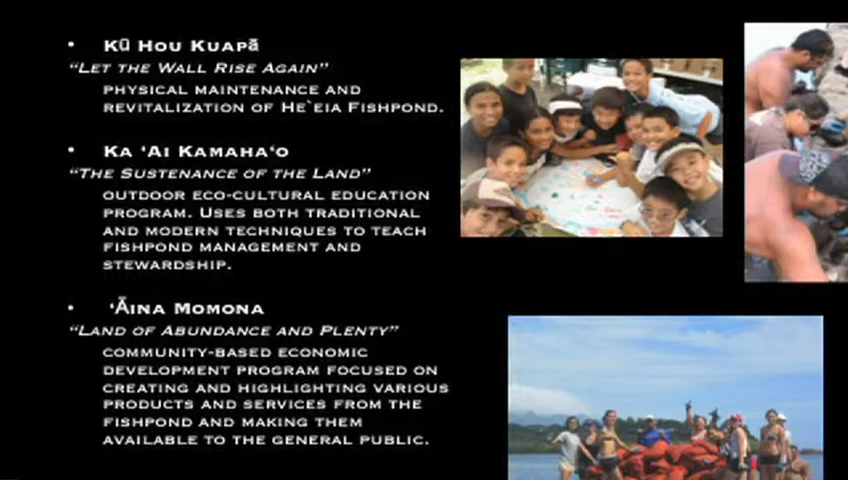 • Kū Hou Kuapā
“Let the Wall Rise Again”
physical maintenance and
revitalization of He`eia Fishpond.
• Ka ‘Ai Kamaha‘o
“The Sustenance of the Land”
outdoor eco-cultural education
program. Uses both traditional
and modern techniques to teach
fishpond management and
stewardship.
• ‘Āina Momona
“Land of Abundance and Plenty”
community-based economic
development program focused on
creating and highlighting various
products and services from the
fishpond and making them
available to the general public.